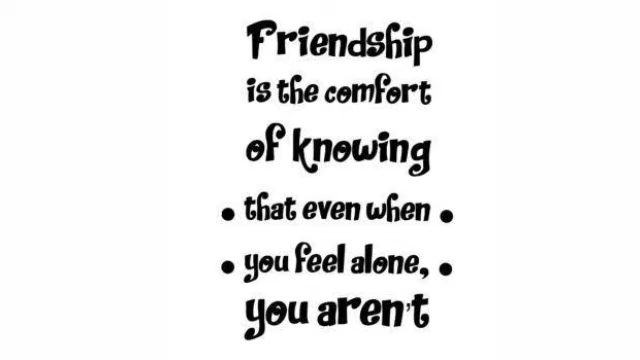 Friendship
is the comfort
of knowing
• that even when •
• you feel alone, •
you aren't